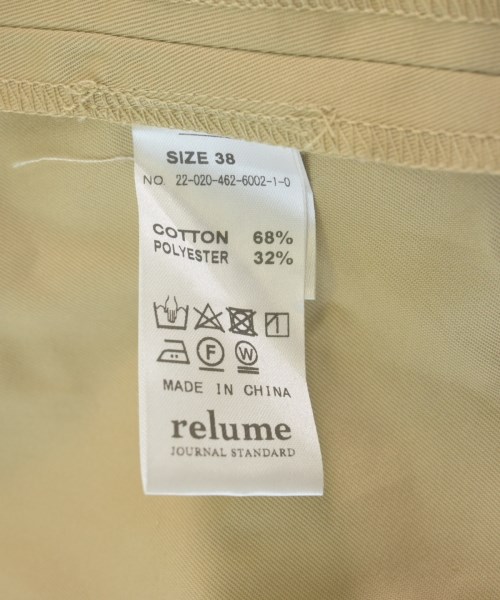 SIZE 38
NO. 22-020-462-6002-1-0
COTTON 68%
POLYESTER 32%
F W
MADE IN CHINA
relume
JOURNAL STANDARD